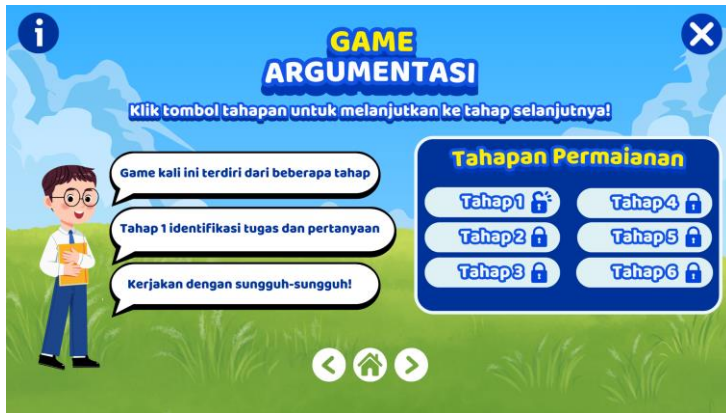 i
GAME
ARGUMENTASI
Klik tombol tahapan untuk melanjutkan ke tahap selanjutnya!
Game kali ini terdiri dari beberapa tahap
Tahap 1 identifikasi tugas dan pertanyaan
Kerjakan dengan sungguh-sungguh!
Tahapan Permaianan
Tahap 1
Tahap 4
Tahap 2
Tahap 5
Tahap 3
Tahap 6